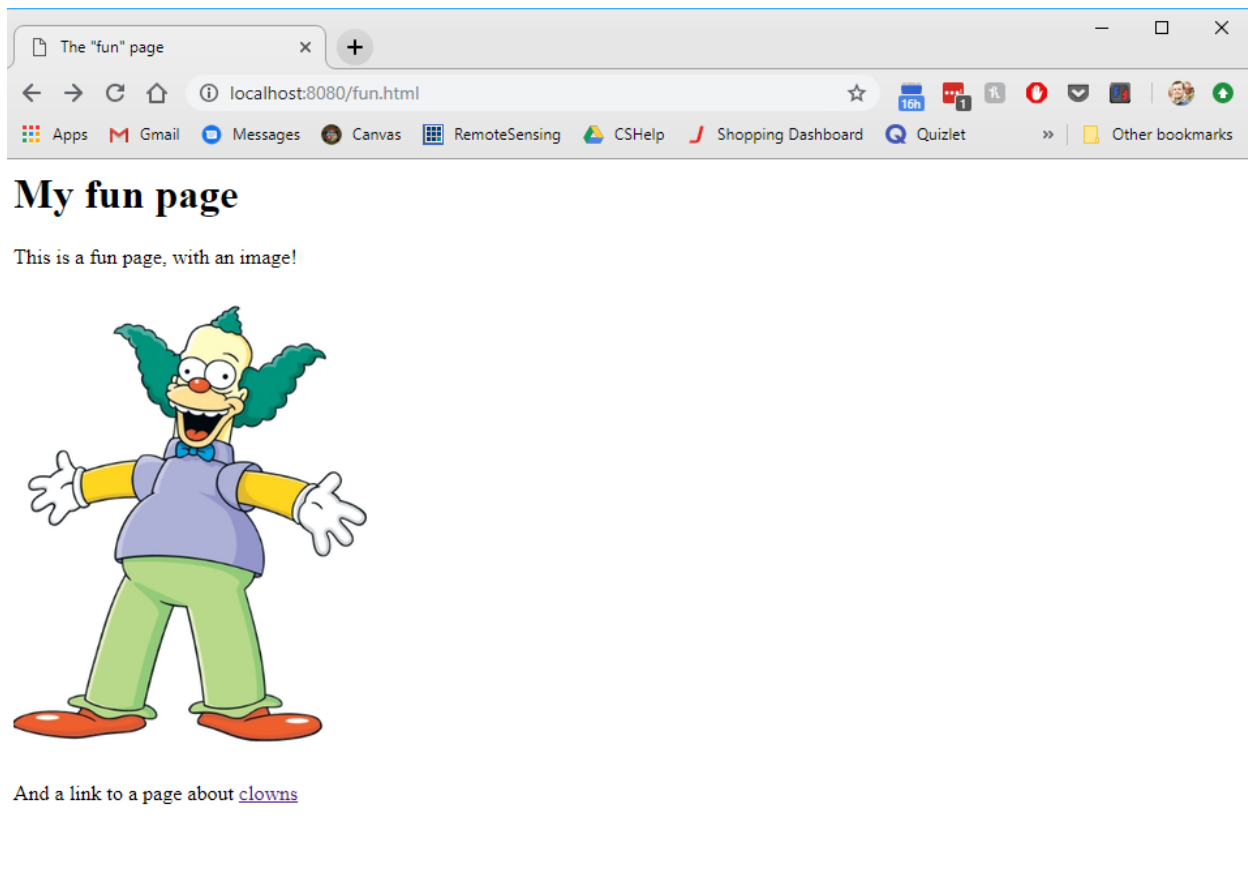 The "fun" page
localhost:8080/fun.html
16h
1
Apps Gmail Messages Canvas RemoteSensing CSHelp Shopping Dashboard Quizlet » Other bookmarks
My fun page
This is a fun page, with an image!
And a link to a page about clowns